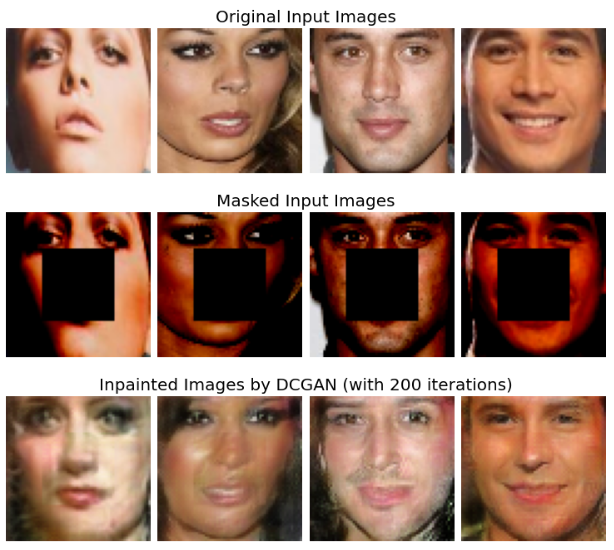 Original Input Images
Masked Input Images
Inpainted Images by DCGAN (with 200 iterations)